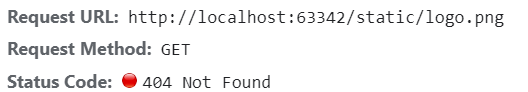 Request URL: http://localhost:63342/static/logo.png
Request Method: GET
Status Code: 404 Not Found